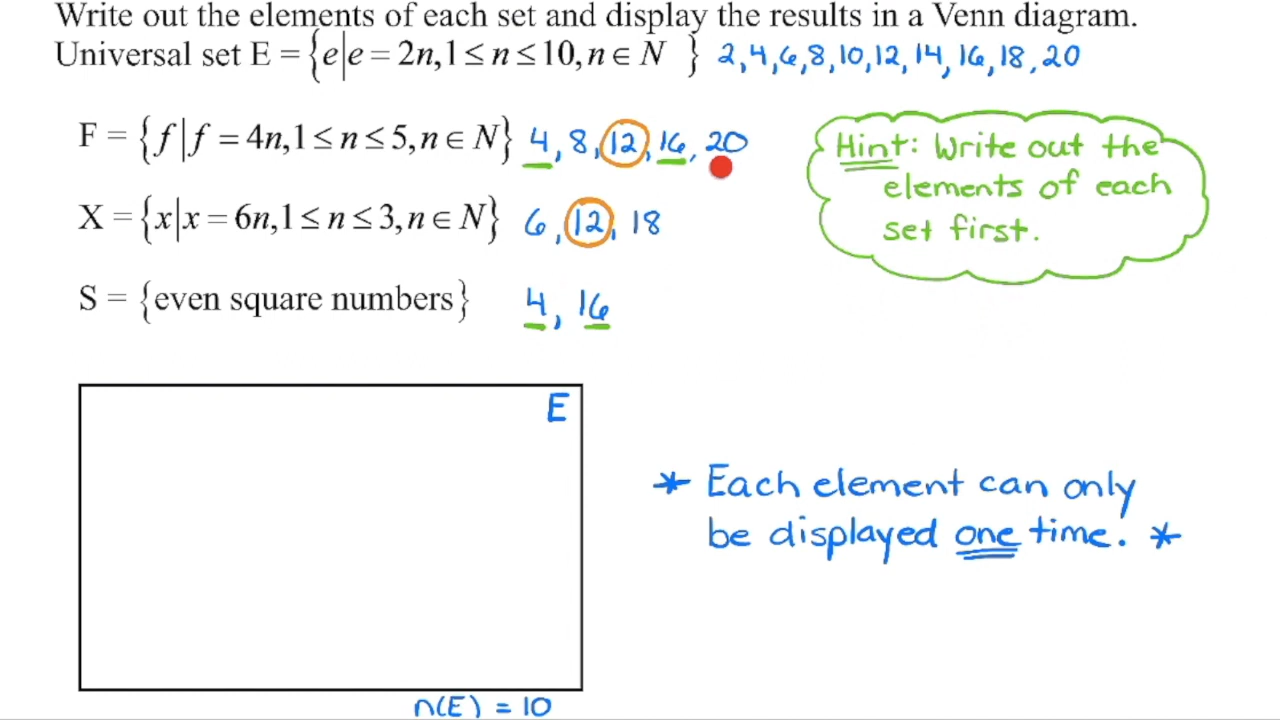 Write out the elements of each set and display the results in a Venn diagram.
Universal set E = {e|e = 2n, 1 ≤ n ≤ 10, n ∈ N } 2, 4, 6, 8, 10, 12, 14, 16, 18, 20
F = {f|f = 4n, 1 ≤ n ≤ 5, n ∈ N} 4, 8, 12, 16, 20
X = {x|x = 6n, 1 ≤ n ≤ 3, n ∈ N} 6, 12, 18
S = {even square numbers} 4, 16
Hint: Write out the
elements of each
set first.
E
* Each element can only
be displayed one time. *
n(E) = 10